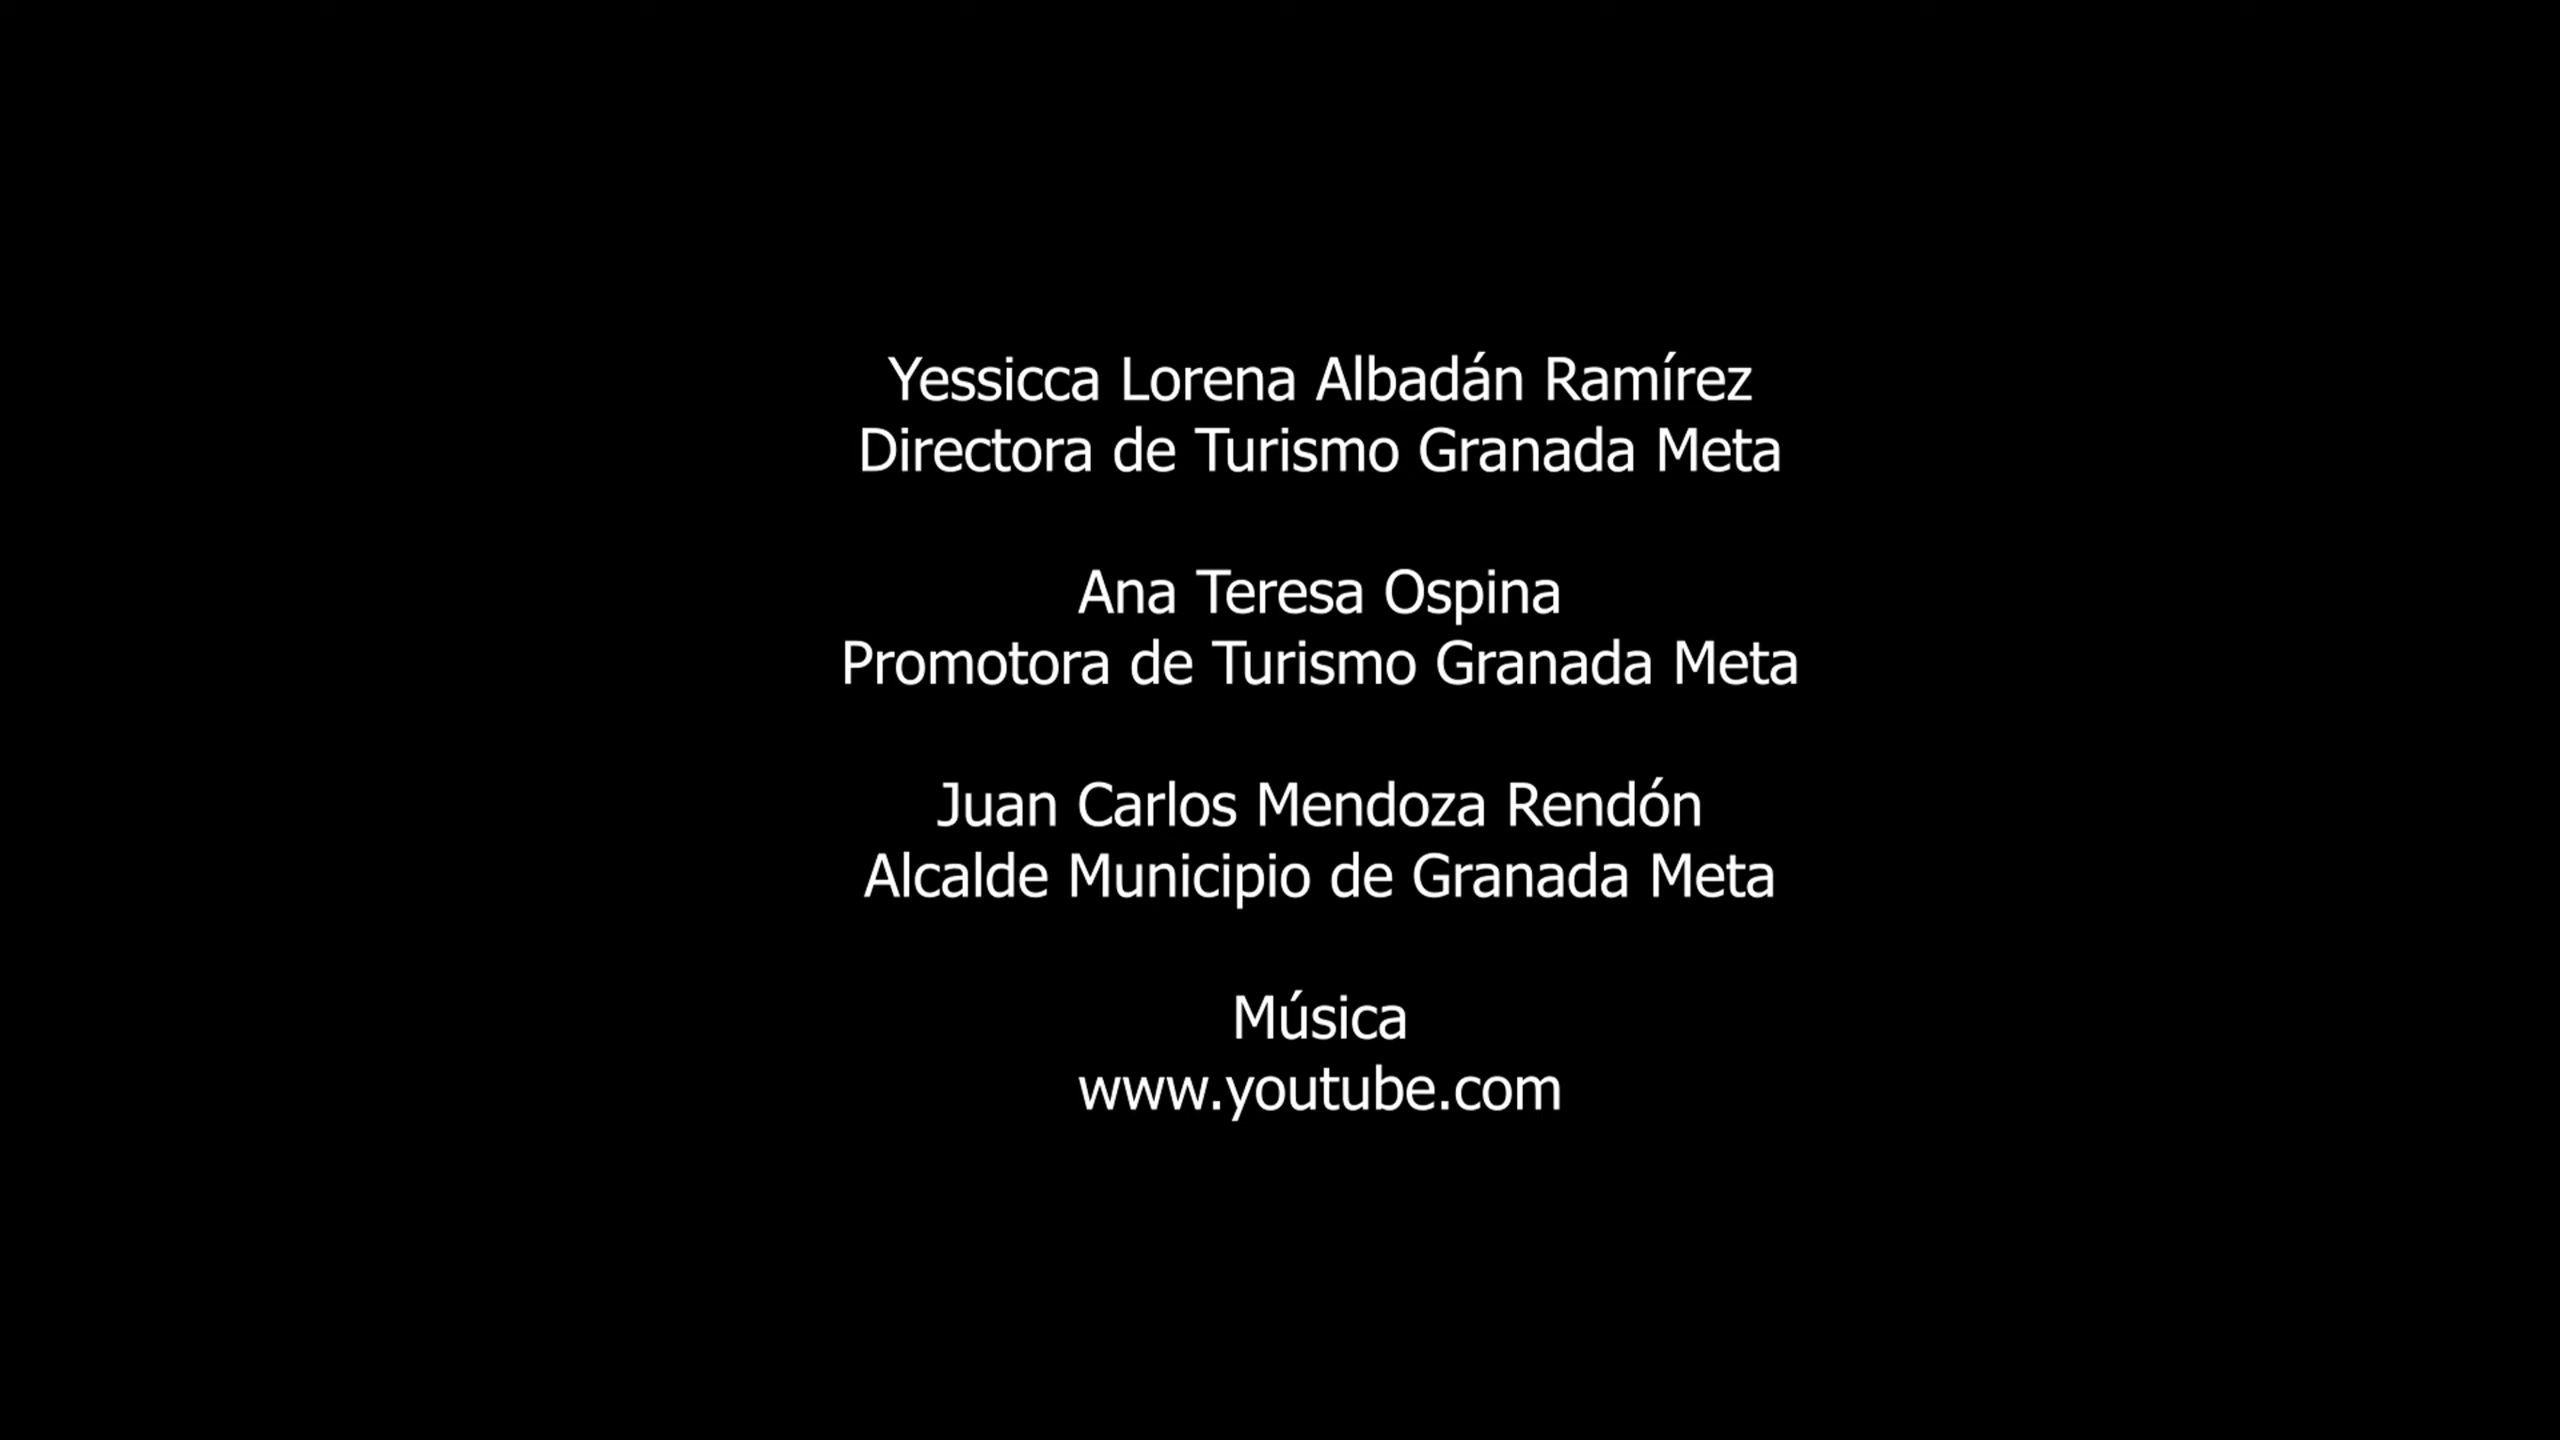 Yessicca Lorena Albadán Ramírez
Directora de Turismo Granada Meta
Ana Teresa Ospina
Promotora de Turismo Granada Meta
Juan Carlos Mendoza Rendón
Alcalde Municipio de Granada Meta
Música
www.youtube.com